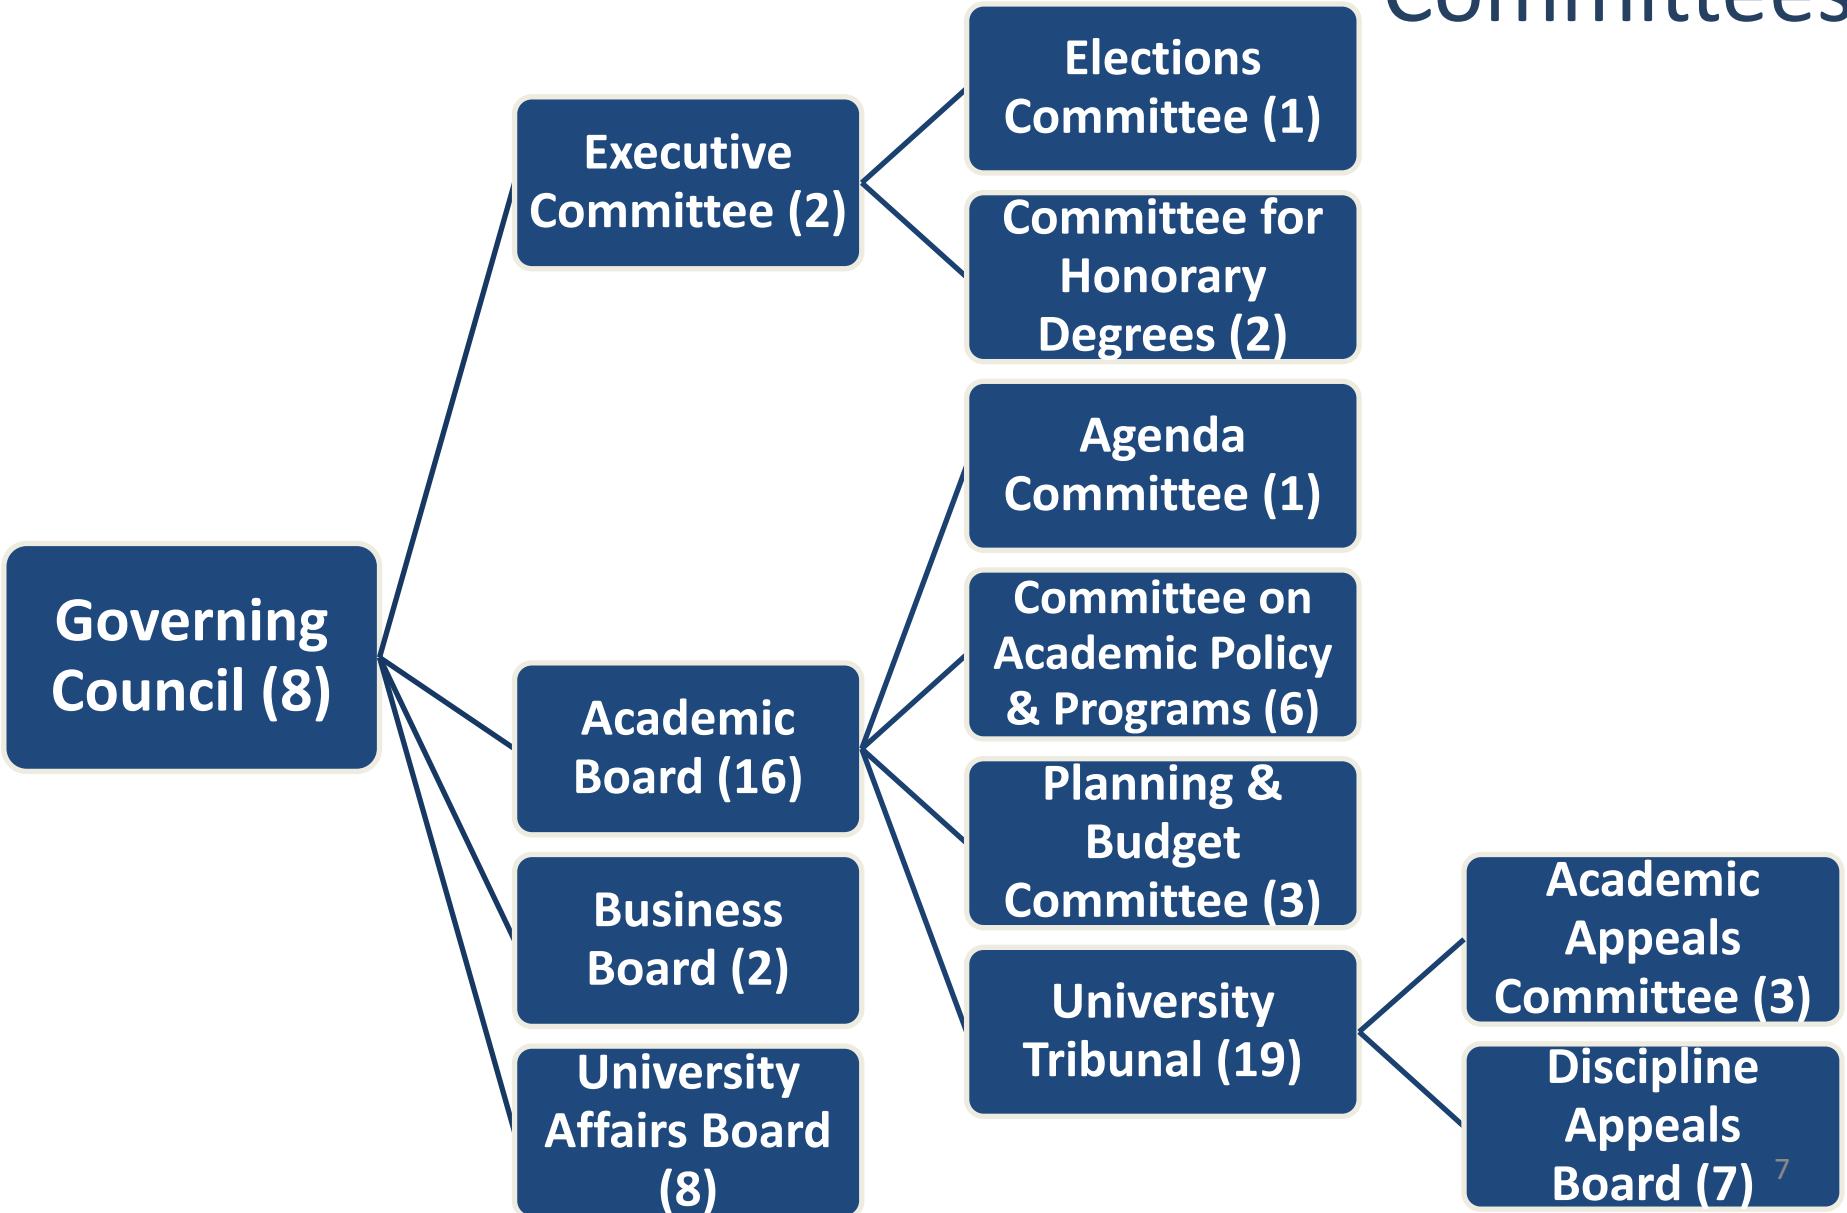 Committees
Elections
Committee (1)
Executive
Committee (2)
Committee for
Honorary
Degrees (2)
Agenda
Committee (1)
Governing
Council (8)
Committee on
Academic Policy
& Programs (6)
Academic
Board (16)
Planning &
Budget
Committee (3)
Business
Board (2)
University
Tribunal (19)
Academic
Appeals
Committee (3)
University
Affairs Board
(8)
Discipline
Appeals
Board (7)
7